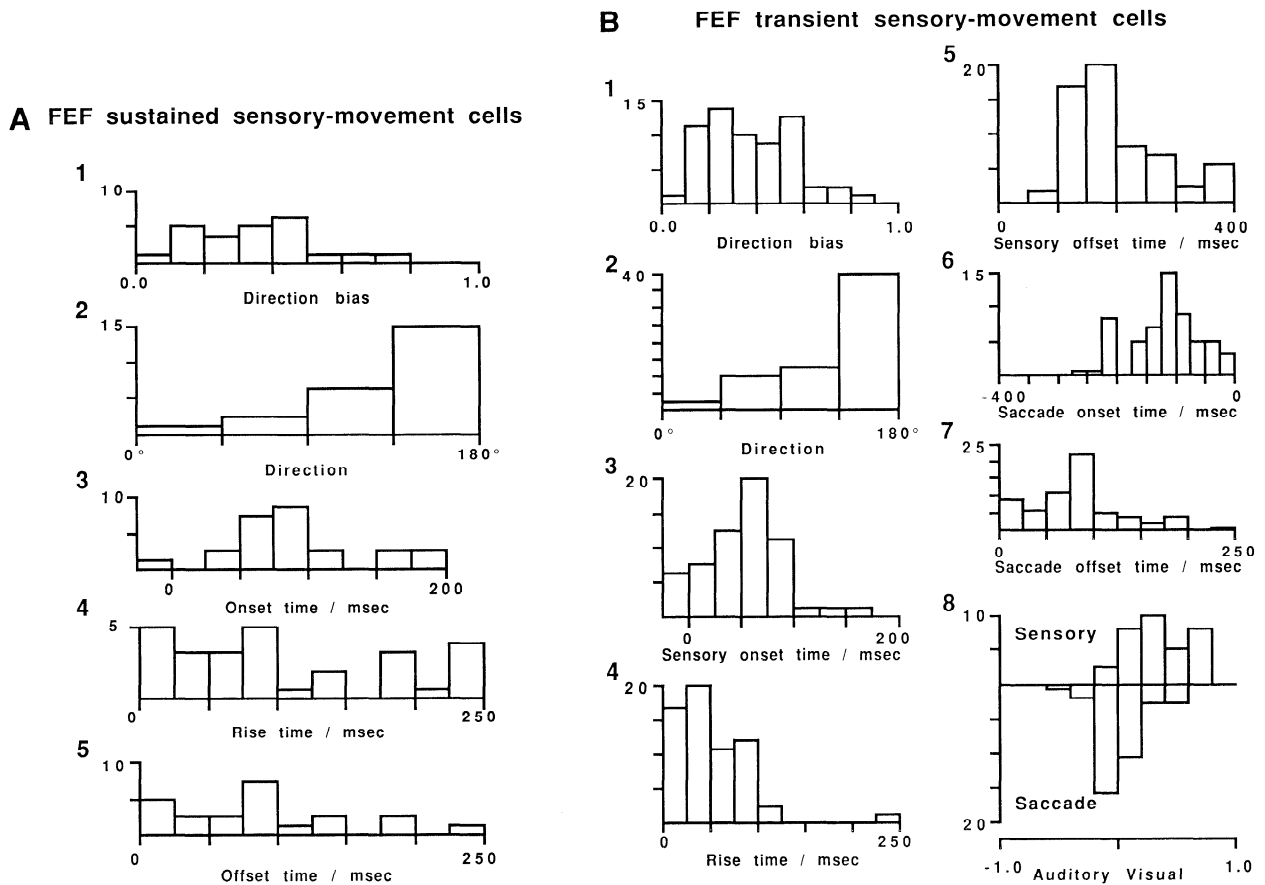 A FEF sustained sensory-movement cells
1
10
0.0 1.0
Direction bias
2
15
0° 180°
Direction
3
10
0 200
Onset time / msec
4
5
0 250
Rise time / msec
5
10
0 250
Offset time / msec
B FEF transient sensory-movement cells
1
15
0.0 1.0
Direction bias
2
40
0° 180°
Direction
3
20
0 200
Sensory onset time / msec
4
20
0 250
Rise time / msec
5
20
0 400
Sensory offset time / msec
6
15
-400 0
Saccade onset time / msec
7
25
0 250
Saccade offset time / msec
8
10
Sensory
Saccade
20
-1.0 1.0
Auditory Visual